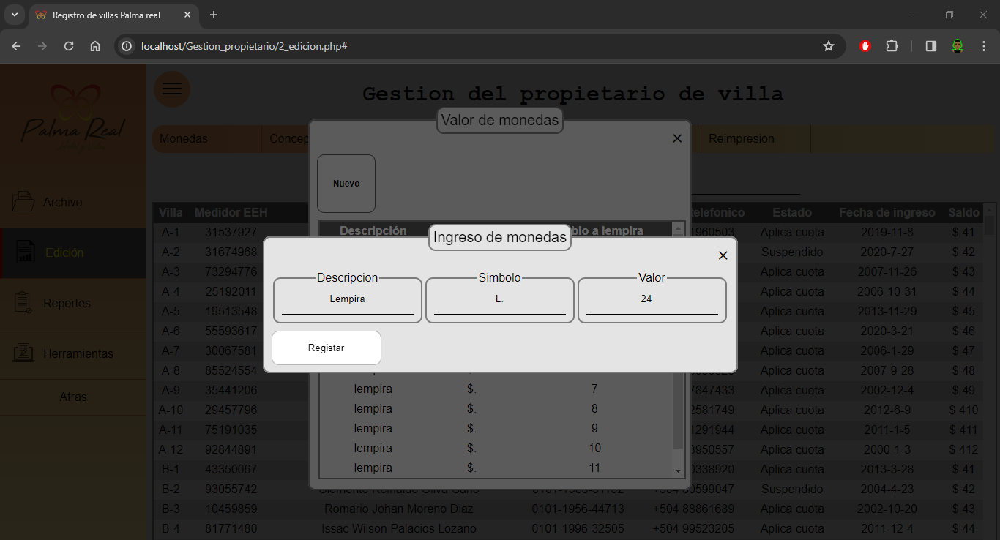 Registro de villas Palma real
localhost/Gestion_propietario/2_edicion.php#
Palma Real
Gestion del propietario de villa
Valor de monedas
Monedas Reimpresion
Nuevo
Archivo
Edición
Reportes
Herramientas
Atras
Villa Medidor EEH Estado Fecha de ingreso Saldo
Descripción a lempira
Ingreso de monedas
Descripcion Simbolo Valor
Lempira L. 24
Registar
A-1 31537927 1960503 Aplica cuota 2019-11-8 $ 41
A-2 31674968 Suspendido 2020-7-27 $ 42
A-3 73294776 Aplica cuota 2007-11-26 $ 43
A-4 25192011 Aplica cuota 2006-10-31 $ 44
A-5 19513548 Aplica cuota 2013-11-29 $ 45
A-6 55593617 Aplica cuota 2020-3-21 $ 46
A-7 30067581 Aplica cuota 2006-1-29 $ 47
A-8 85524554 Aplica cuota 2007-9-28 $ 48
A-9 35441206 lempira $. 7 7847433 Aplica cuota 2002-12-4 $ 49
A-10 29457796 lempira $. 8 2581749 Aplica cuota 2012-6-9 $ 410
A-11 75191035 lempira $. 9 1291944 Aplica cuota 2011-1-5 $ 411
A-12 92844891 lempira $. 10 3950557 Aplica cuota 2000-1-3 $ 412
B-1 43350067 lempira $. 11 0338920 Aplica cuota 2013-3-28 $ 41
B-2 93055742 +504 80599047 Suspendido 2004-4-23 $ 42
B-3 10459859 Romario Johan Moreno Diaz 0101-1956-44713 +504 88861689 Aplica cuota 2002-10-20 $ 43
B-4 81771480 Issac Wilson Palacios Lozano 0101-1996-32505 +504 99523205 Aplica cuota 2011-12-4 $ 44